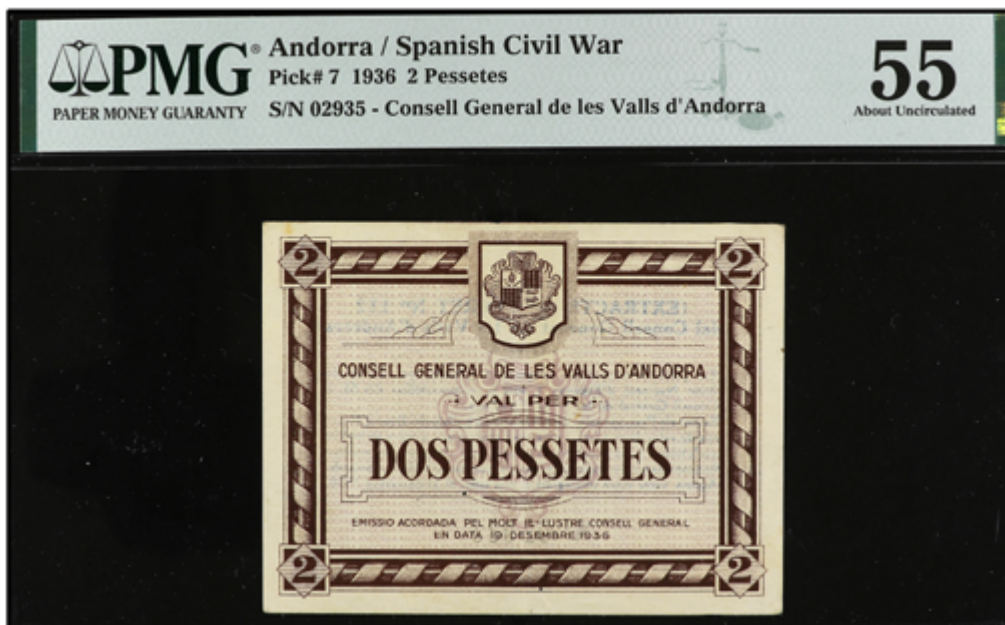 PMG® Andorra / Spanish Civil War 55
Pick# 7 1936 2 Pessetes
PAPER MONEY GUARANTY S/N 02935 - Consell General de les Valls d'Andorra About Uncirculated
2 2
CONSELL GENERAL DE LES VALLS D'ANDORRA
· VAL PER ·
DOS PESSETES
EMISSIO ACORDADA PEL MOLT IL·LUSTRE CONSELL GENERAL
EN DATA 19 DESEMBRE 1936
2 2